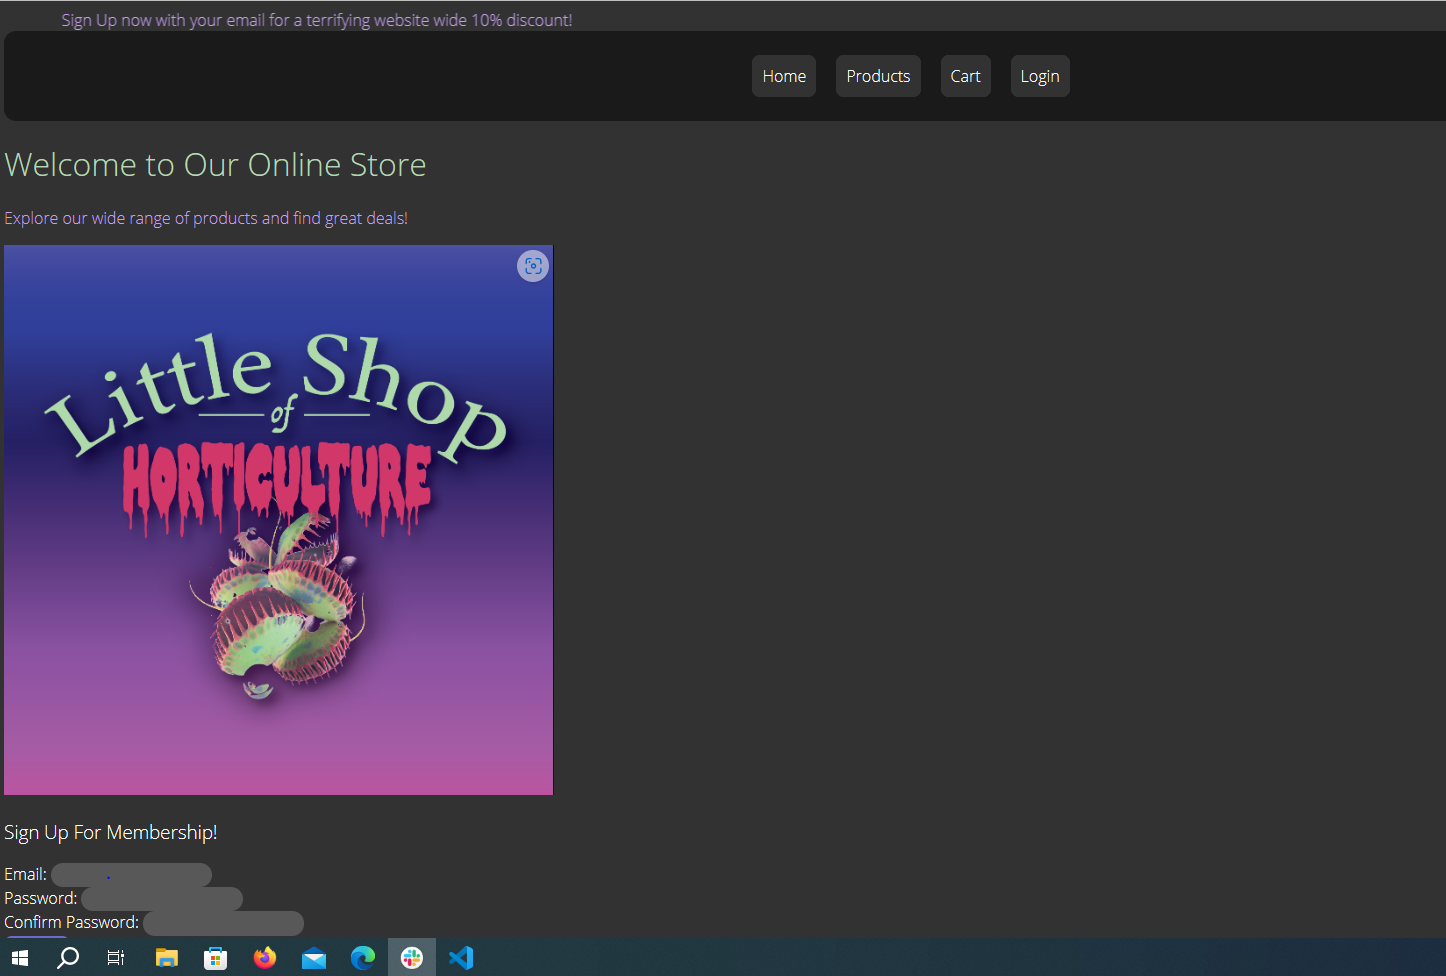 Sign Up now with your email for a terrifying website wide 10% discount!
Home Products Cart Login
Welcome to Our Online Store
Explore our wide range of products and find great deals!
Little Shop
of
HORTICULTURE
Sign Up For Membership!
Email:
Password:
Confirm Password: